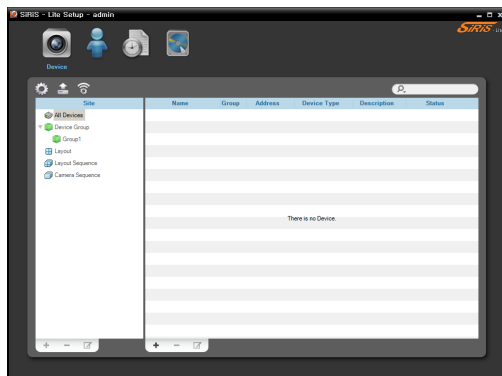 SiRiS - Lite Setup - admin
SiRiS
Device
Site
Name Group Address Device Type Description Status
All Devices
Device Group
Group1
Layout
Layout Sequence
Camera Sequence
There is no Device.